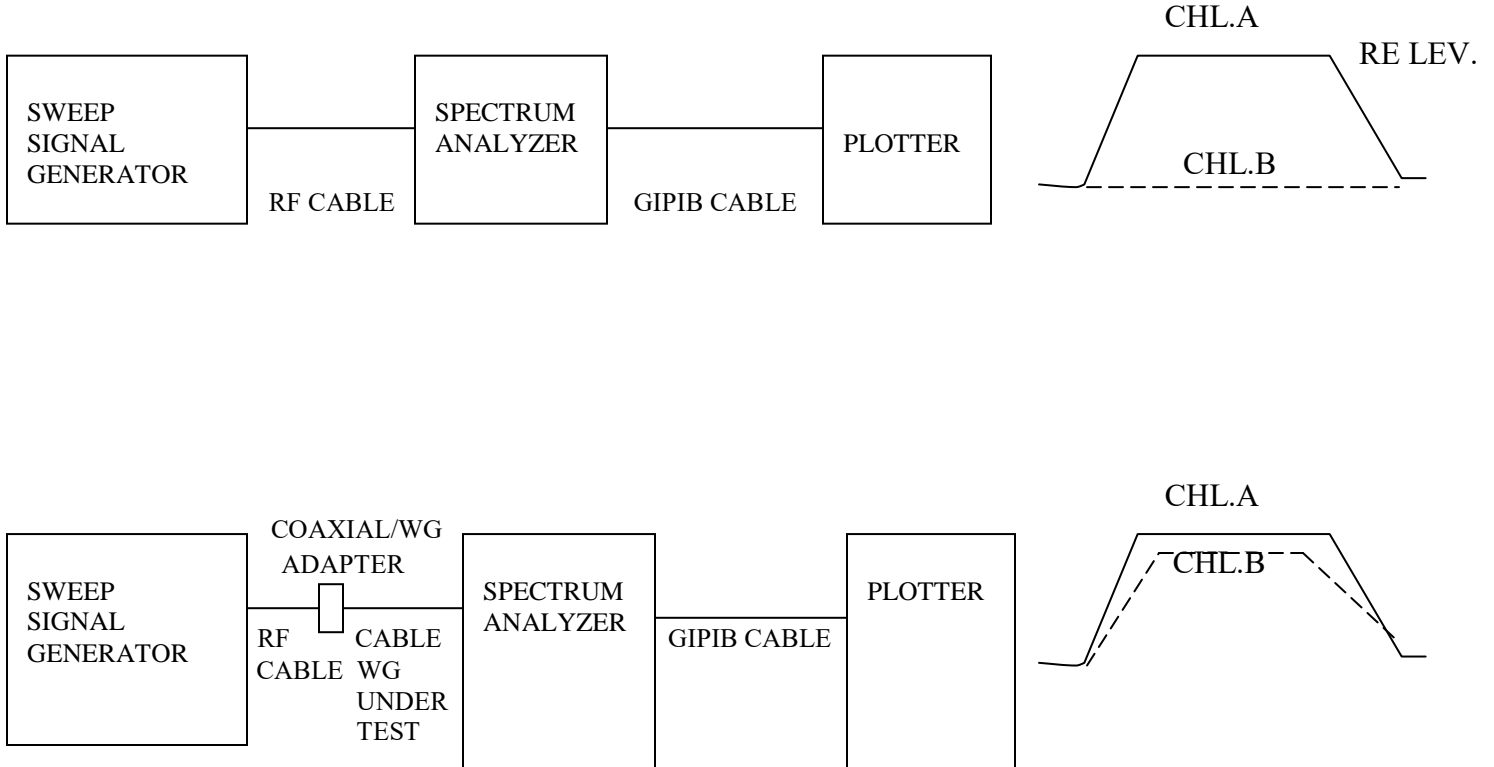 CHL.A
RE LEV.
SWEEP
SIGNAL
GENERATOR
RF CABLE
SPECTRUM
ANALYZER
GIPIB CABLE
PLOTTER
CHL.B
COAXIAL/WG
ADAPTER
SWEEP
SIGNAL
GENERATOR
RF
CABLE
CABLE
WG
UNDER
TEST
SPECTRUM
ANALYZER
GIPIB CABLE
PLOTTER
CHL.A
CHL.B